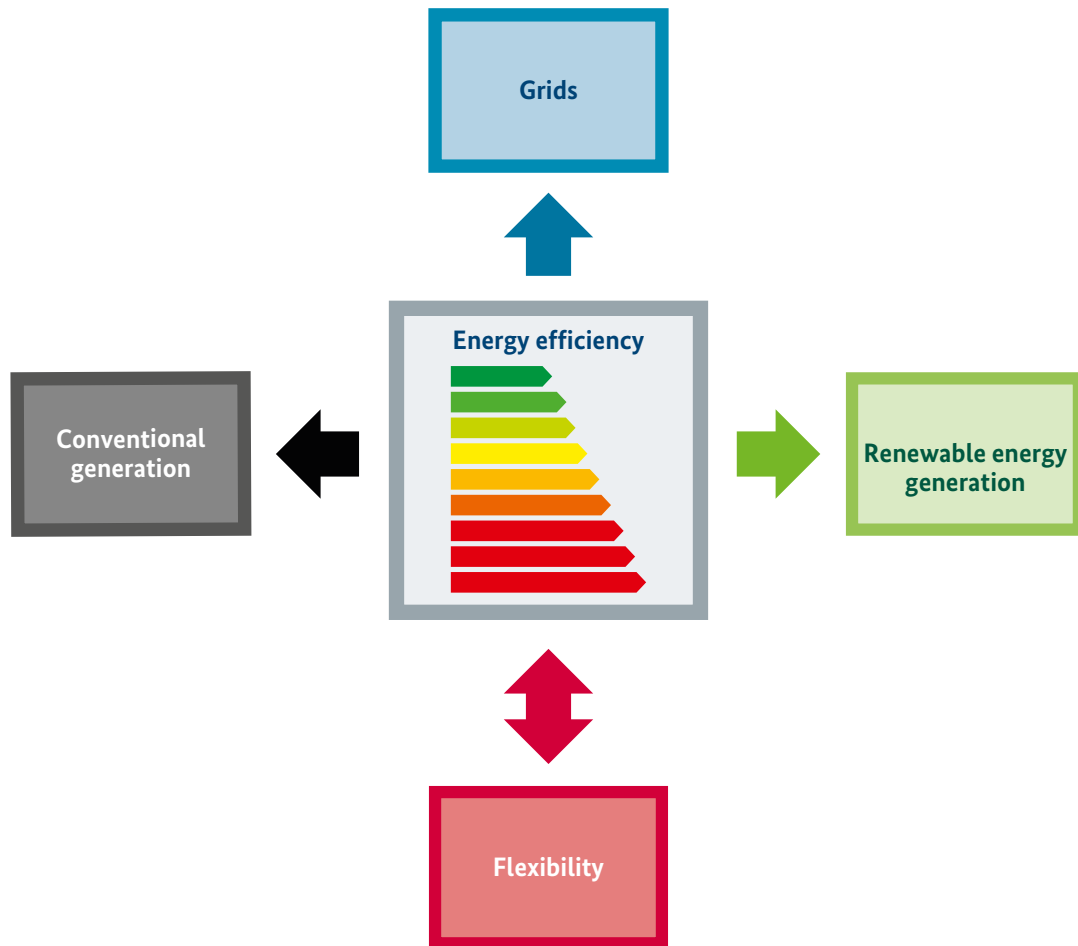 Grids
Energy efficiency
Conventional
generation
Renewable energy
generation
Flexibility